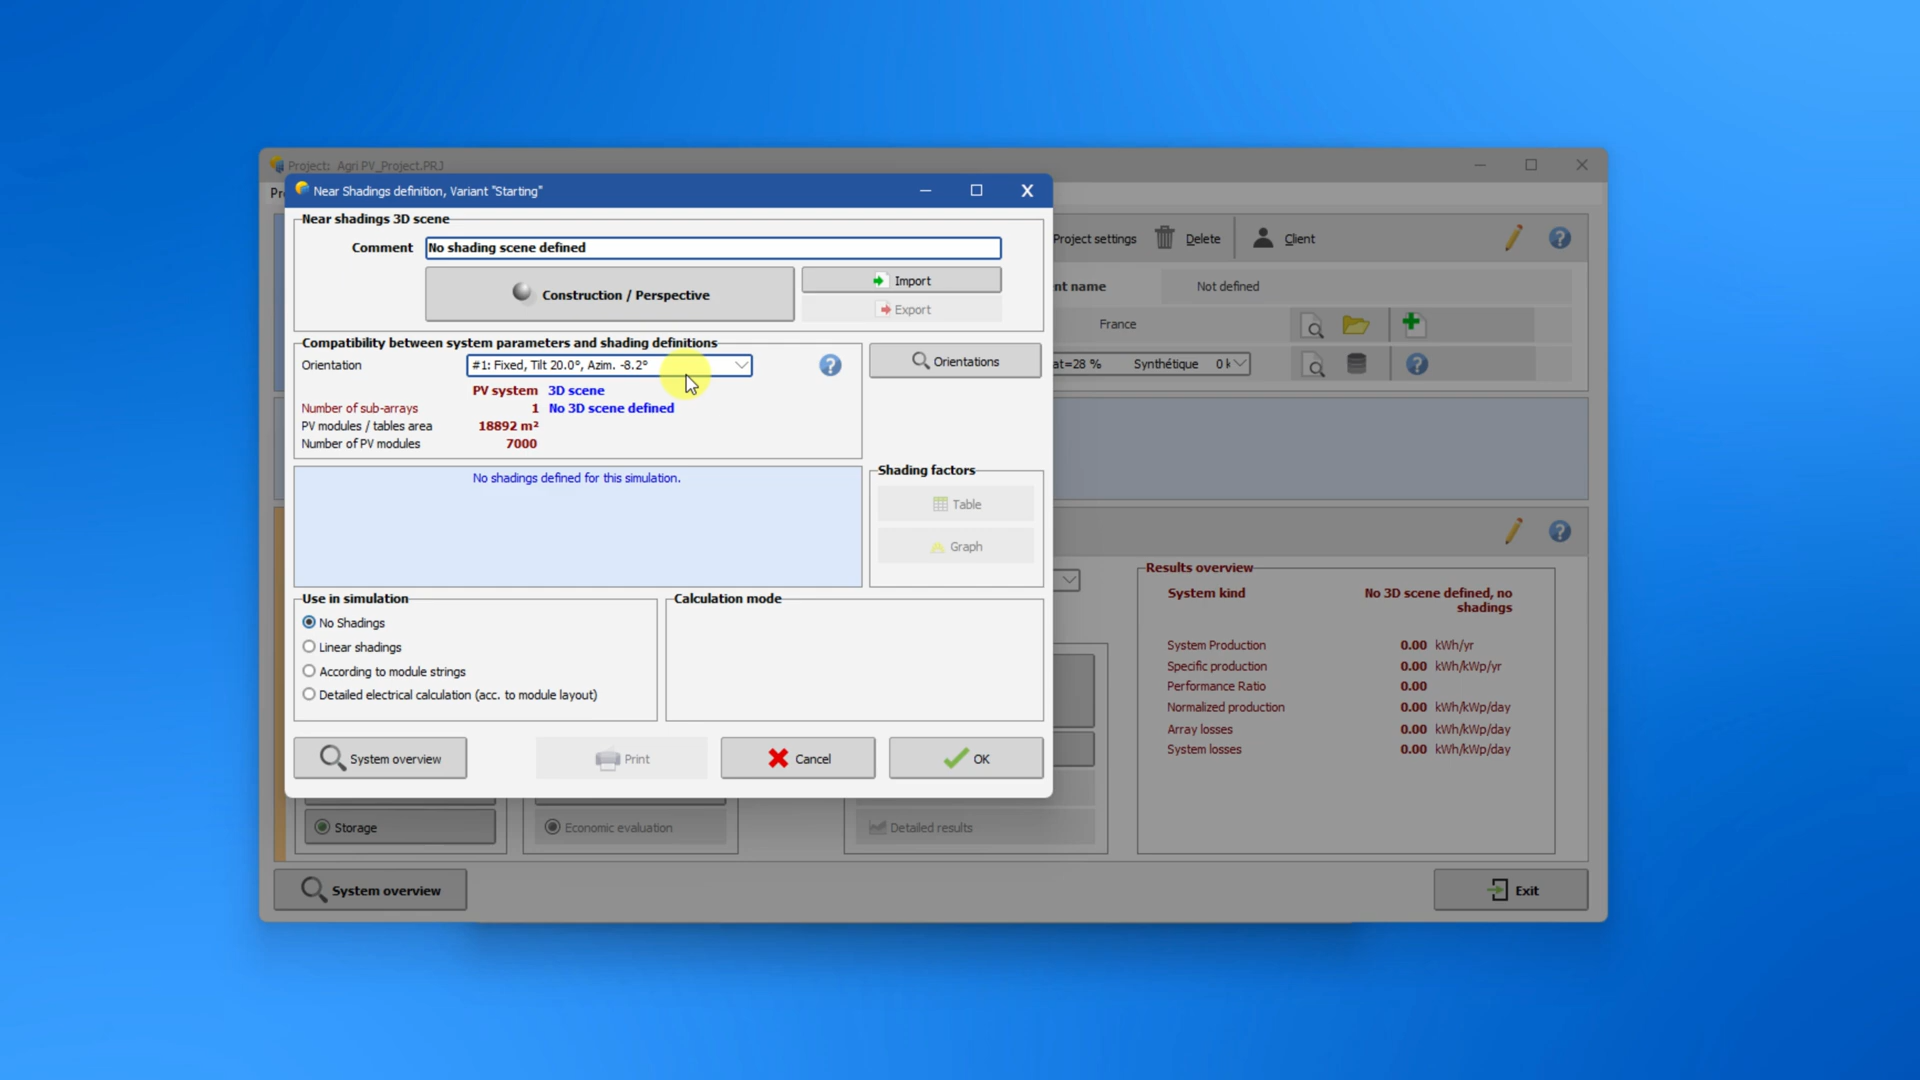 Project: Agri PV_Project.PRJ
Near Shadings definition, Variant "Starting"
Near shadings 3D scene
Comment No shading scene defined
Construction / Perspective
Import
Export
Compatibility between system parameters and shading definitions
Orientation #1: Fixed, Tilt 20.0°, Azim. -8.2°
Orientations
PV system 3D scene
Number of sub-arrays 1 No 3D scene defined
PV modules / tables area 18892 m²
Number of PV modules 7000
No shadings defined for this simulation.
Shading factors
Table
Graph
Use in simulation
No Shadings
Linear shadings
According to module strings
Detailed electrical calculation (acc. to module layout)
Calculation mode
System overview
Print
Cancel
OK
Project settings
Delete
Client
nt name Not defined
France
at=28 % Synthétique 0 k
Results overview
System kind No 3D scene defined, no
shadings
System Production 0.00 kWh/yr
Specific production 0.00 kWh/kWp/yr
Performance Ratio 0.00
Normalized production 0.00 kWh/kWp/day
Array losses 0.00 kWh/kWp/day
System losses 0.00 kWh/kWp/day
Storage
Economic evaluation
Detailed results
System overview
Exit